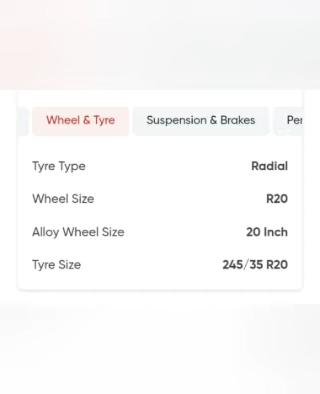 Wheel & Tyre Suspension & Brakes Per
Tyre Type Radial
Wheel Size R20
Alloy Wheel Size 20 Inch
Tyre Size 245/35 R20